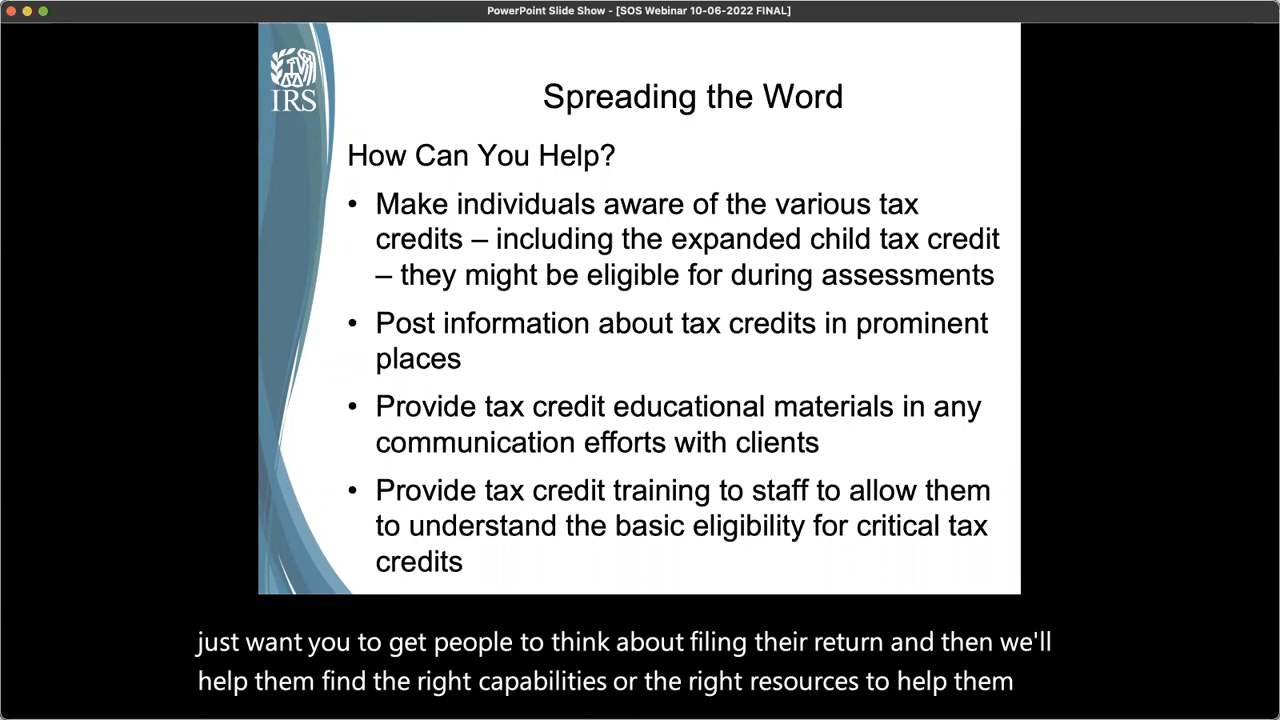 PowerPoint Slide Show - [SOS Webinar 10-06-2022 FINAL]
IRS
Spreading the Word
How Can You Help?
• Make individuals aware of the various tax
credits – including the expanded child tax credit
– they might be eligible for during assessments
• Post information about tax credits in prominent
places
• Provide tax credit educational materials in any
communication efforts with clients
• Provide tax credit training to staff to allow them
to understand the basic eligibility for critical tax
credits
just want you to get people to think about filing their return and then we'll
help them find the right capabilities or the right resources to help them